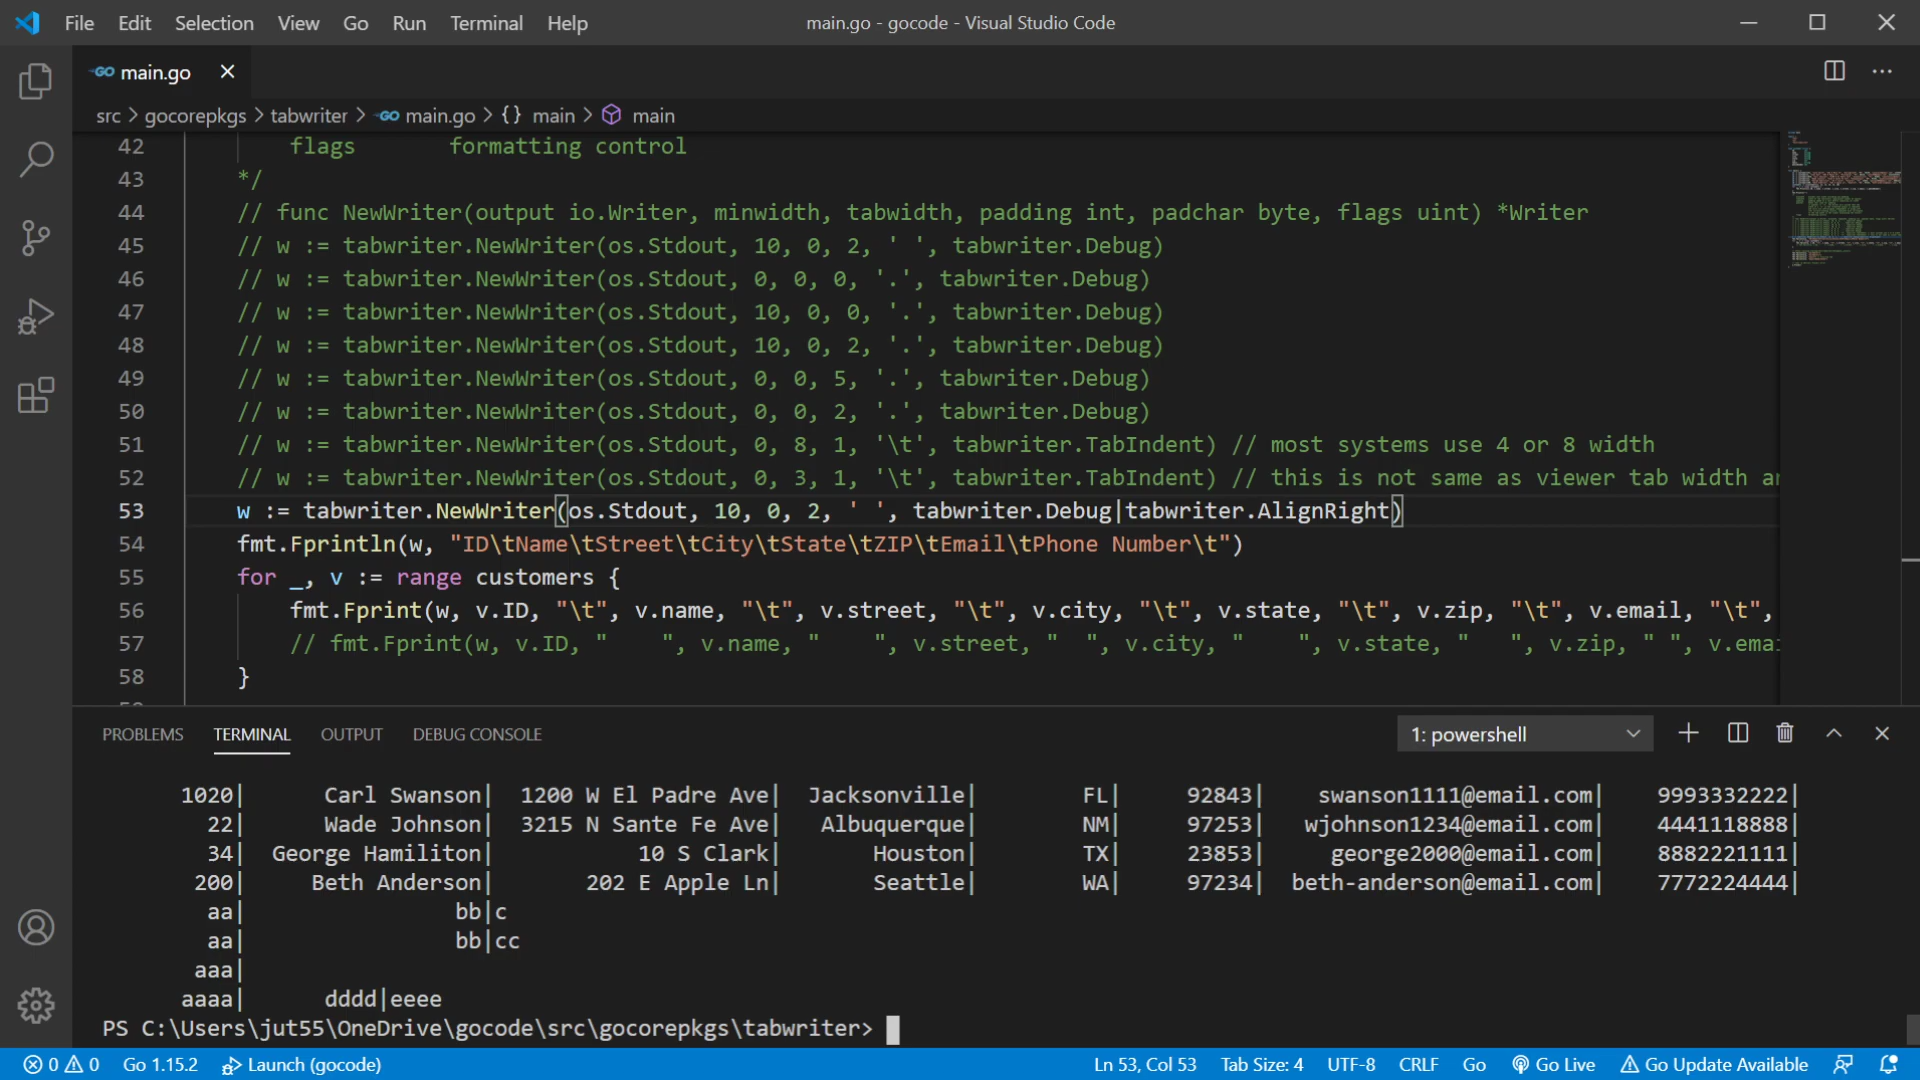 File Edit Selection View Go Run Terminal Help main.go - gocode - Visual Studio Code
GO main.go
src > gocorepkgs > tabwriter > GO main.go > {} main > main
42 flags formatting control
43 */
44 // func NewWriter(output io.Writer, minwidth, tabwidth, padding int, padchar byte, flags uint) *Writer
45 // w := tabwriter.NewWriter(os.Stdout, 10, 0, 2, ' ', tabwriter.Debug)
46 // w := tabwriter.NewWriter(os.Stdout, 0, 0, 0, '.', tabwriter.Debug)
47 // w := tabwriter.NewWriter(os.Stdout, 10, 0, 0, '.', tabwriter.Debug)
48 // w := tabwriter.NewWriter(os.Stdout, 10, 0, 2, '.', tabwriter.Debug)
49 // w := tabwriter.NewWriter(os.Stdout, 0, 0, 5, '.', tabwriter.Debug)
50 // w := tabwriter.NewWriter(os.Stdout, 0, 0, 2, '.', tabwriter.Debug)
51 // w := tabwriter.NewWriter(os.Stdout, 0, 8, 1, '\t', tabwriter.TabIndent) // most systems use 4 or 8 width
52 // w := tabwriter.NewWriter(os.Stdout, 0, 3, 1, '\t', tabwriter.TabIndent) // this is not same as viewer tab width
53 w := tabwriter.NewWriter(os.Stdout, 10, 0, 2, ' ', tabwriter.Debug|tabwriter.AlignRight)
54 fmt.Fprintln(w, "ID\tName\tStreet\tCity\tState\tZIP\tEmail\tPhone Number\t")
55 for _, v := range customers {
56 fmt.Fprint(w, v.ID, "\t", v.name, "\t", v.street, "\t", v.city, "\t", v.state, "\t", v.zip, "\t", v.email, "\t",
57 // fmt.Fprint(w, v.ID, "    ", v.name, "    ", v.street, "  ", v.city, "    ", v.state, "   ", v.zip, " ", v.emai
58 }
PROBLEMS TERMINAL OUTPUT DEBUG CONSOLE 1: powershell
1020| Carl Swanson| 1200 W El Padre Ave| Jacksonville| FL| 92843| swanson1111@email.com| 9993332222|
22| Wade Johnson| 3215 N Sante Fe Ave| Albuquerque| NM| 97253| wjohnson1234@email.com| 4441118888|
34| George Hamiliton| 10 S Clark| Houston| TX| 23853| george2000@email.com| 8882221111|
200| Beth Anderson| 202 E Apple Ln| Seattle| WA| 97234| beth-anderson@email.com| 7772224444|
aa| bb|c
aa| bb|cc
aaa|
aaaa| dddd|eeee
PS C:\Users\jut55\OneDrive\gocode\src\gocorepkgs\tabwriter>
0 0 Go 1.15.2 Launch (gocode) Ln 53, Col 53 Tab Size: 4 UTF-8 CRLF Go Go Live Go Update Available